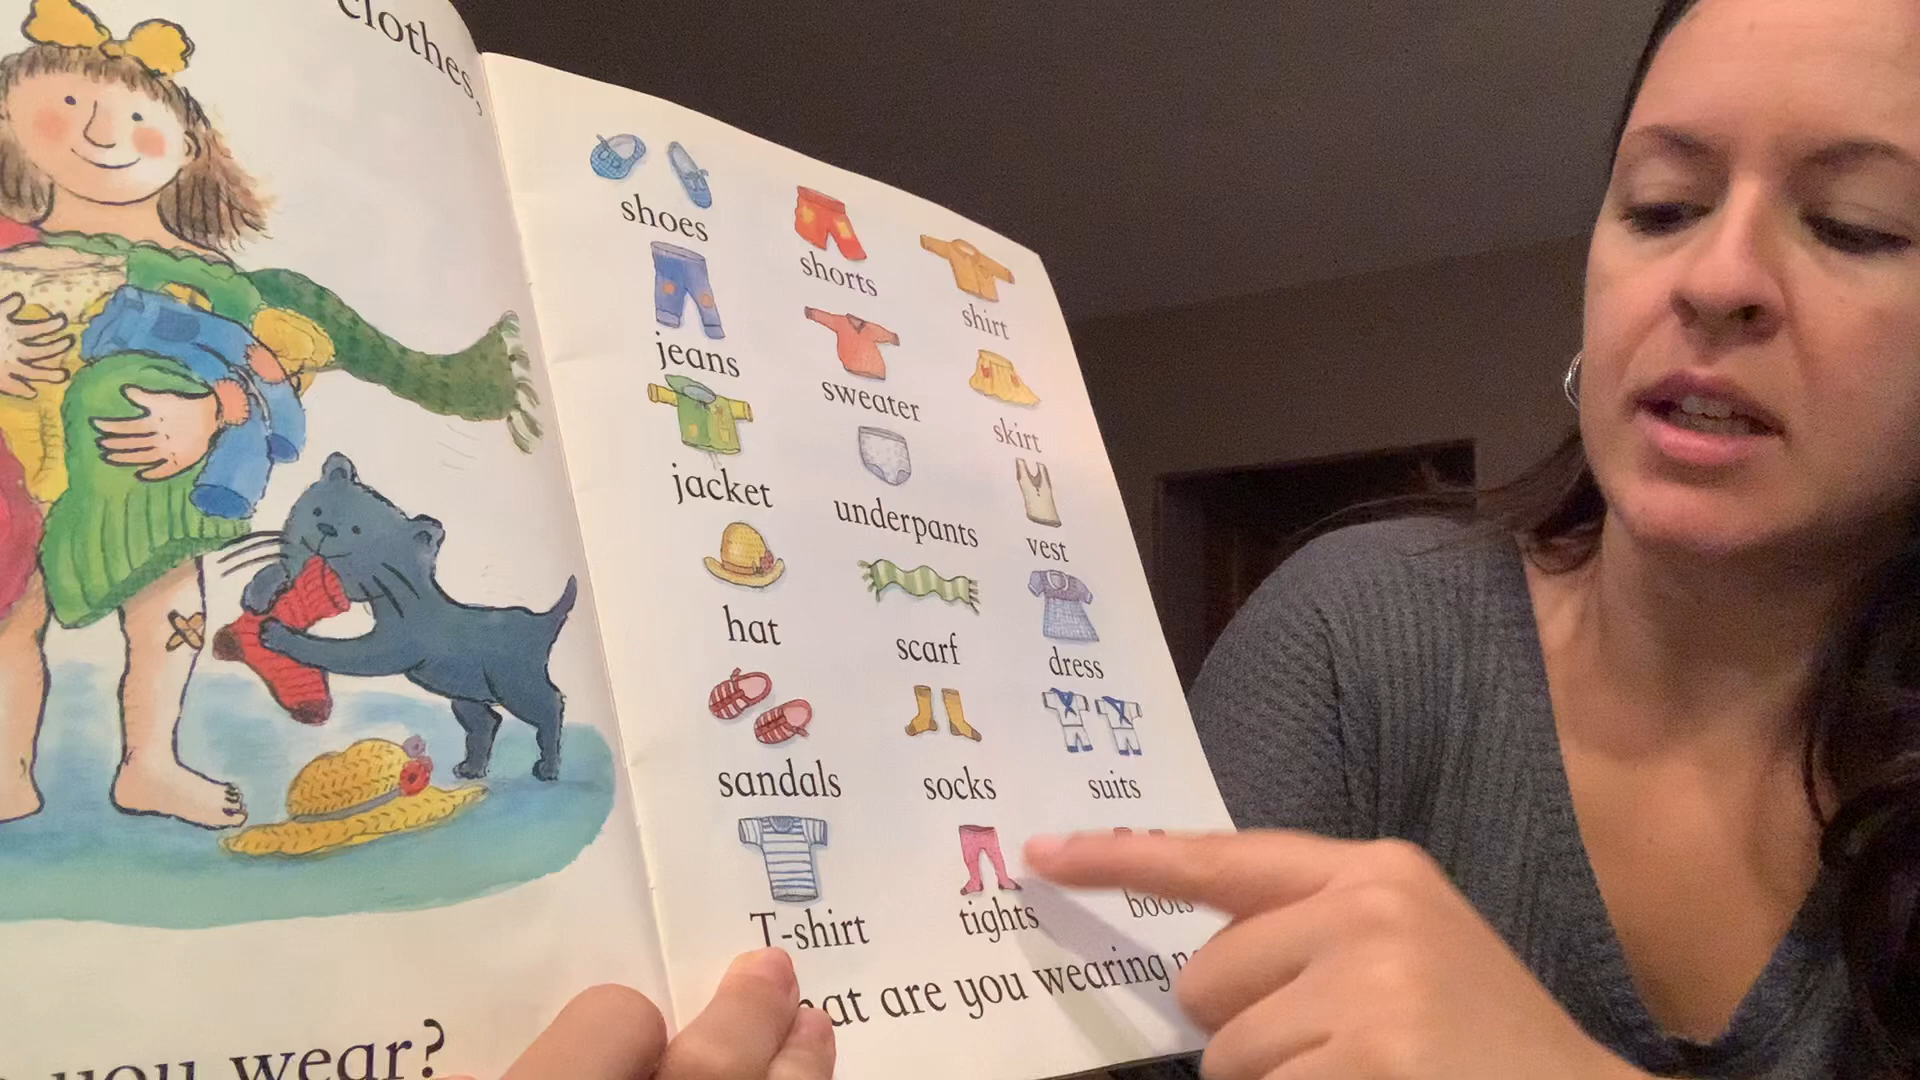 clothes,
you wear?
shoes
shorts
shirt
jeans
sweater
skirt
jacket
underpants
vest
hat
scarf
dress
sandals
socks
suits
T-shirt
tights
boots
are you wearing